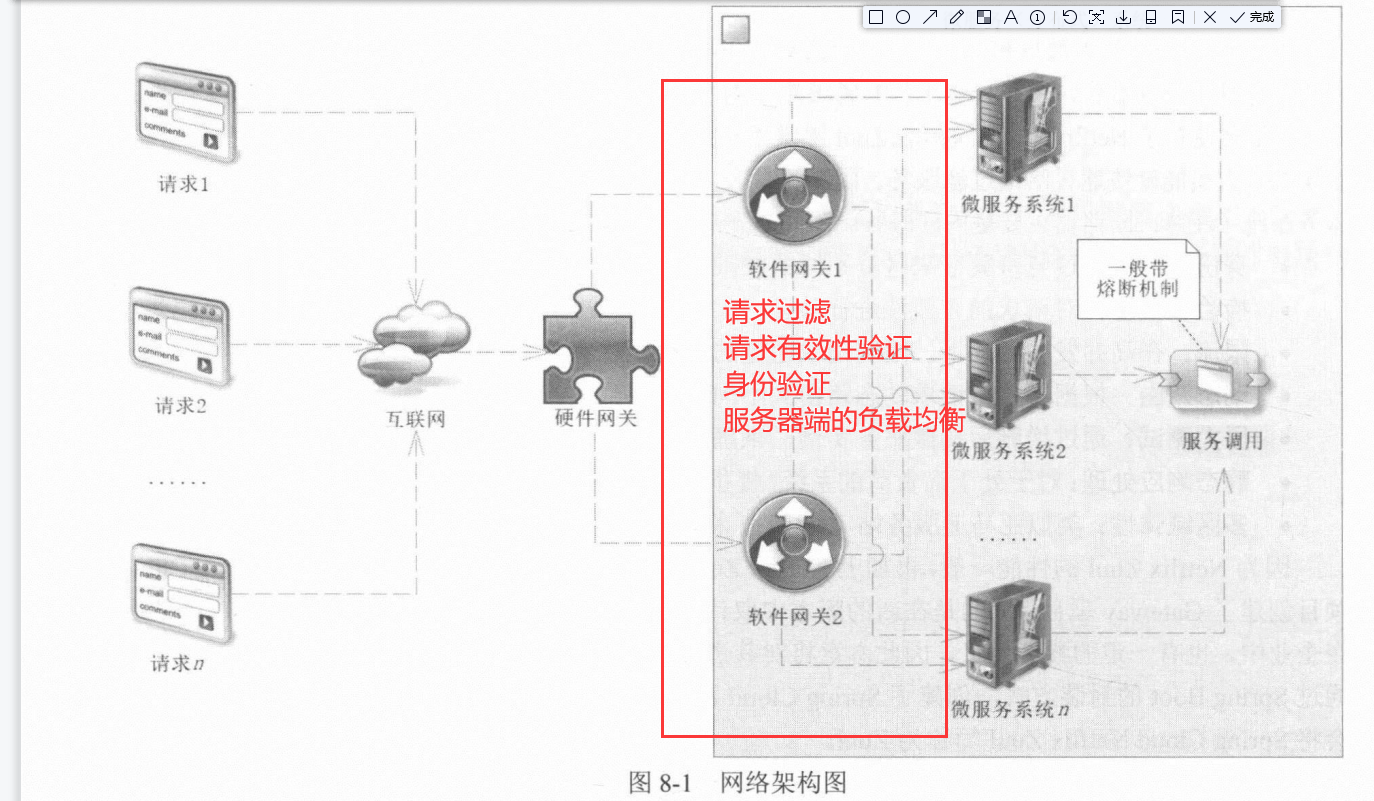 完成
name
e-mail
comments
请求1
name
e-mail
comments
请求2
······
name
e-mail
comments
请求n
互联网
硬件网关
软件网关1
请求过滤
请求有效性验证
身份验证
服务器端的负载均衡
软件网关2
微服务系统1
一般带
熔断机制
微服务系统2
服务调用
······
微服务系统n
图 8-1 网络架构图